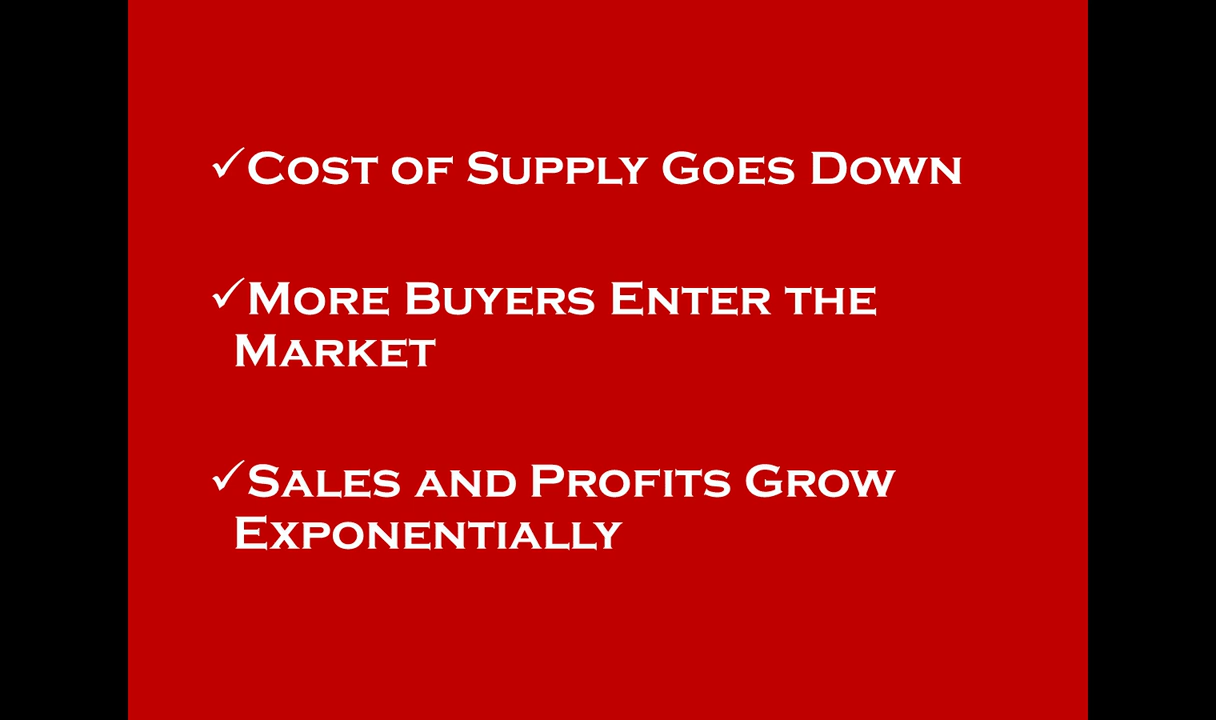 ✓Cost of Supply Goes Down
✓More Buyers Enter the
Market
✓Sales and Profits Grow
Exponentially